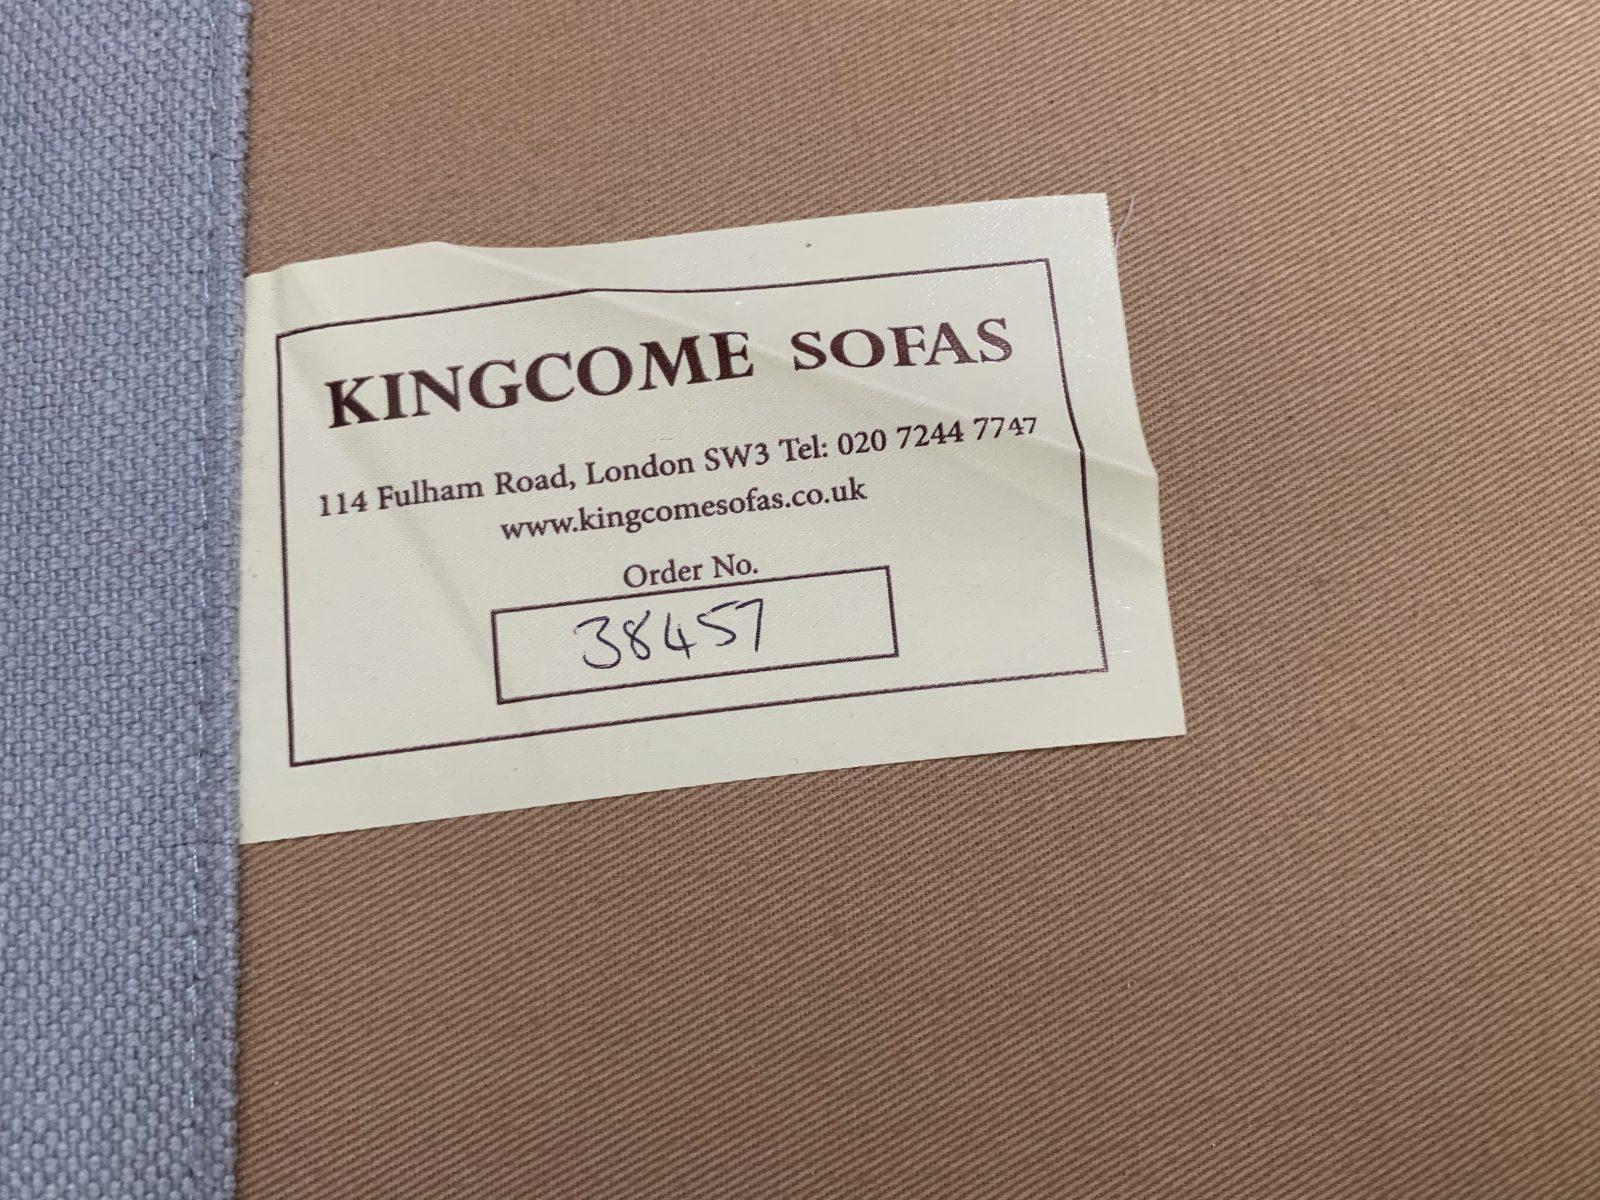 KINGCOME SOFAS
114 Fulham Road, London SW3 Tel: 020 7244 7747
www.kingcomesofas.co.uk
Order No.
38457